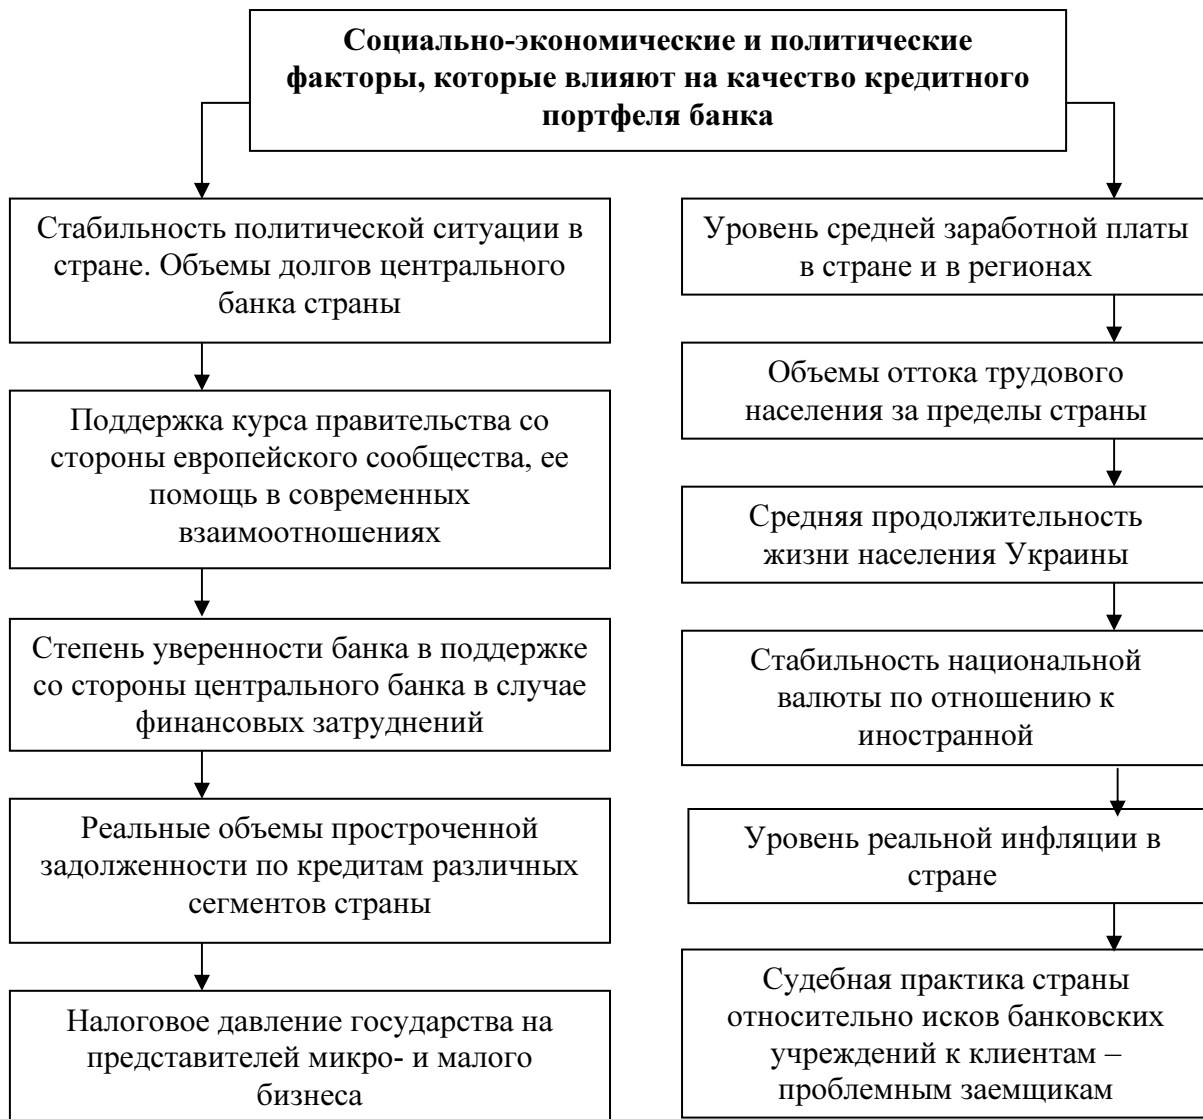 Социально-экономические и политические
факторы, которые влияют на качество кредитного
портфеля банка
Стабильность политической ситуации в
стране. Объемы долгов центрального
банка страны
Поддержка курса правительства со
стороны европейского сообщества, ее
помощь в современных
взаимоотношениях
Степень уверенности банка в поддержке
со стороны центрального банка в случае
финансовых затруднений
Реальные объемы простроченной
задолженности по кредитам различных
сегментов страны
Налоговое давление государства на
представителей микро- и малого
бизнеса
Уровень средней заработной платы
в стране и в регионах
Объемы оттока трудового
населения за пределы страны
Средняя продолжительность
жизни населения Украины
Стабильность национальной
валюты по отношению к
иностранной
Уровень реальной инфляции в
стране
Судебная практика страны
относительно исков банковских
учреждений к клиентам –
проблемным заемщикам